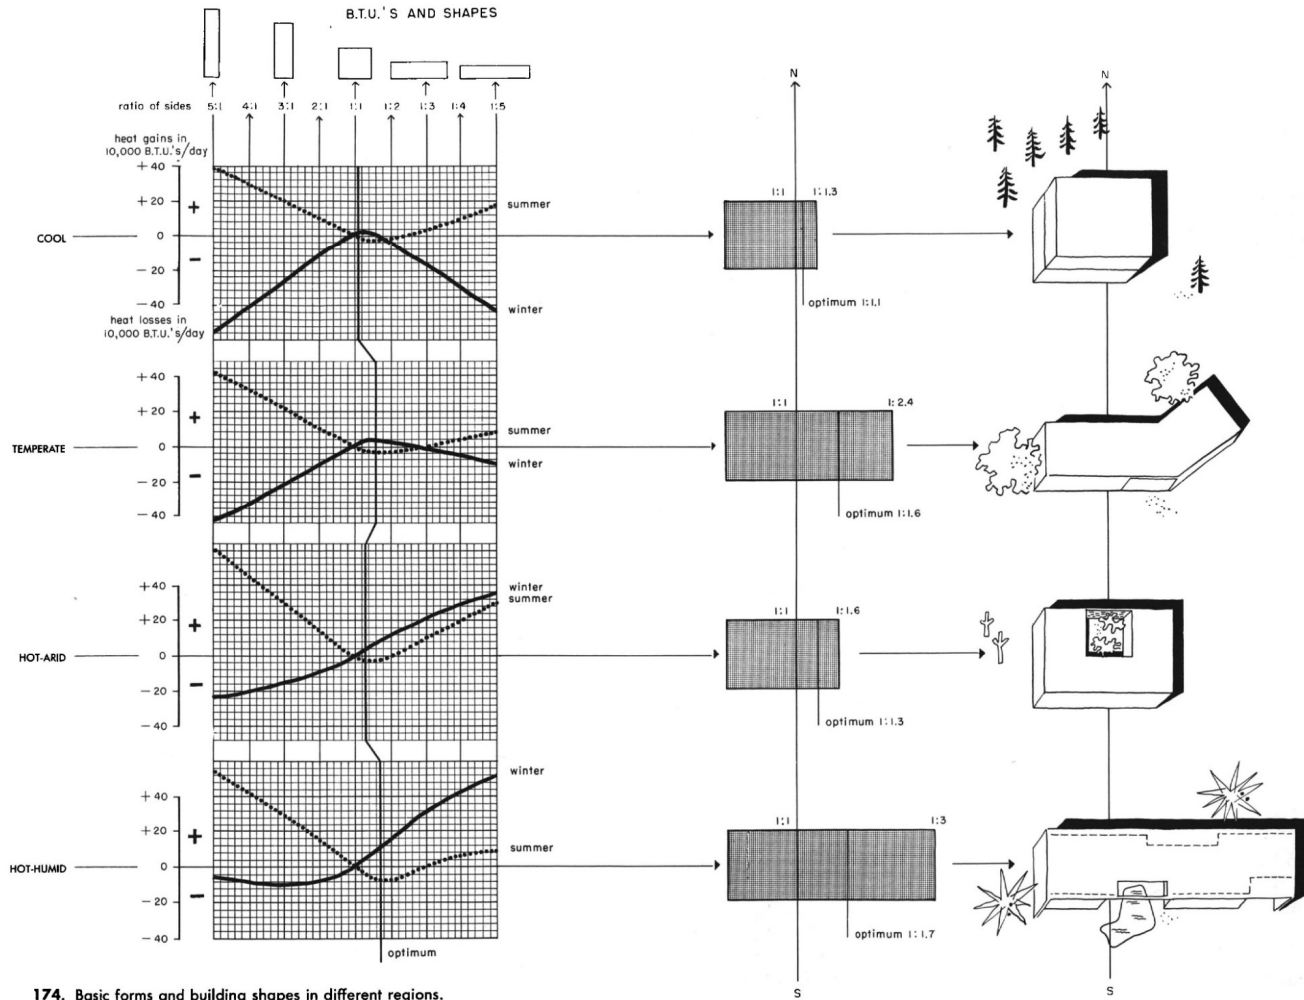 B.T.U.'S AND SHAPES
ratio of sides 5:1 4:1 3:1 2:1 1:1 1:2 1:3 1:4 1:5
heat gains in
10,000 B.T.U.'s/day
+40
+20
+
COOL 0
−
−20
−40
heat losses in
10,000 B.T.U.'s/day
summer
winter
N
1:1 1:1.3
optimum 1:1.1
N
+40
+20
+
TEMPERATE 0
−
−20
−40
summer
winter
1:1 1:2.4
optimum 1:1.6
+40
+20
+
HOT-ARID 0
−
−20
−40
winter
summer
1:1 1:1.6
optimum 1:1.3
+40
+20
+
HOT-HUMID 0
−
−20
−40
winter
summer
optimum
1:1 1:3
optimum 1:1.7
S
S
174. Basic forms and building shapes in different regions.